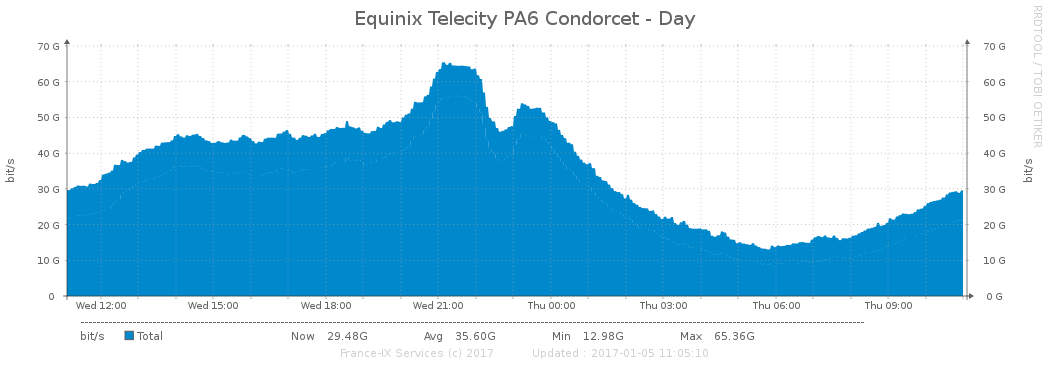 Equinix Telecity PA6 Condorcet - Day
RRDTOOL / TOBI OETIKER
70 G 70 G
60 G 60 G
50 G 50 G
40 G 40 G
30 G 30 G
20 G 20 G
10 G 10 G
0 0 G
bit/s bit/s
Wed 12:00 Wed 15:00 Wed 18:00 Wed 21:00 Thu 00:00 Thu 03:00 Thu 06:00 Thu 09:00
bit/s Total Now 29.48G Avg 35.60G Min 12.98G Max 65.36G
France-IX Services (c) 2017 Updated : 2017-01-05 11:05:10